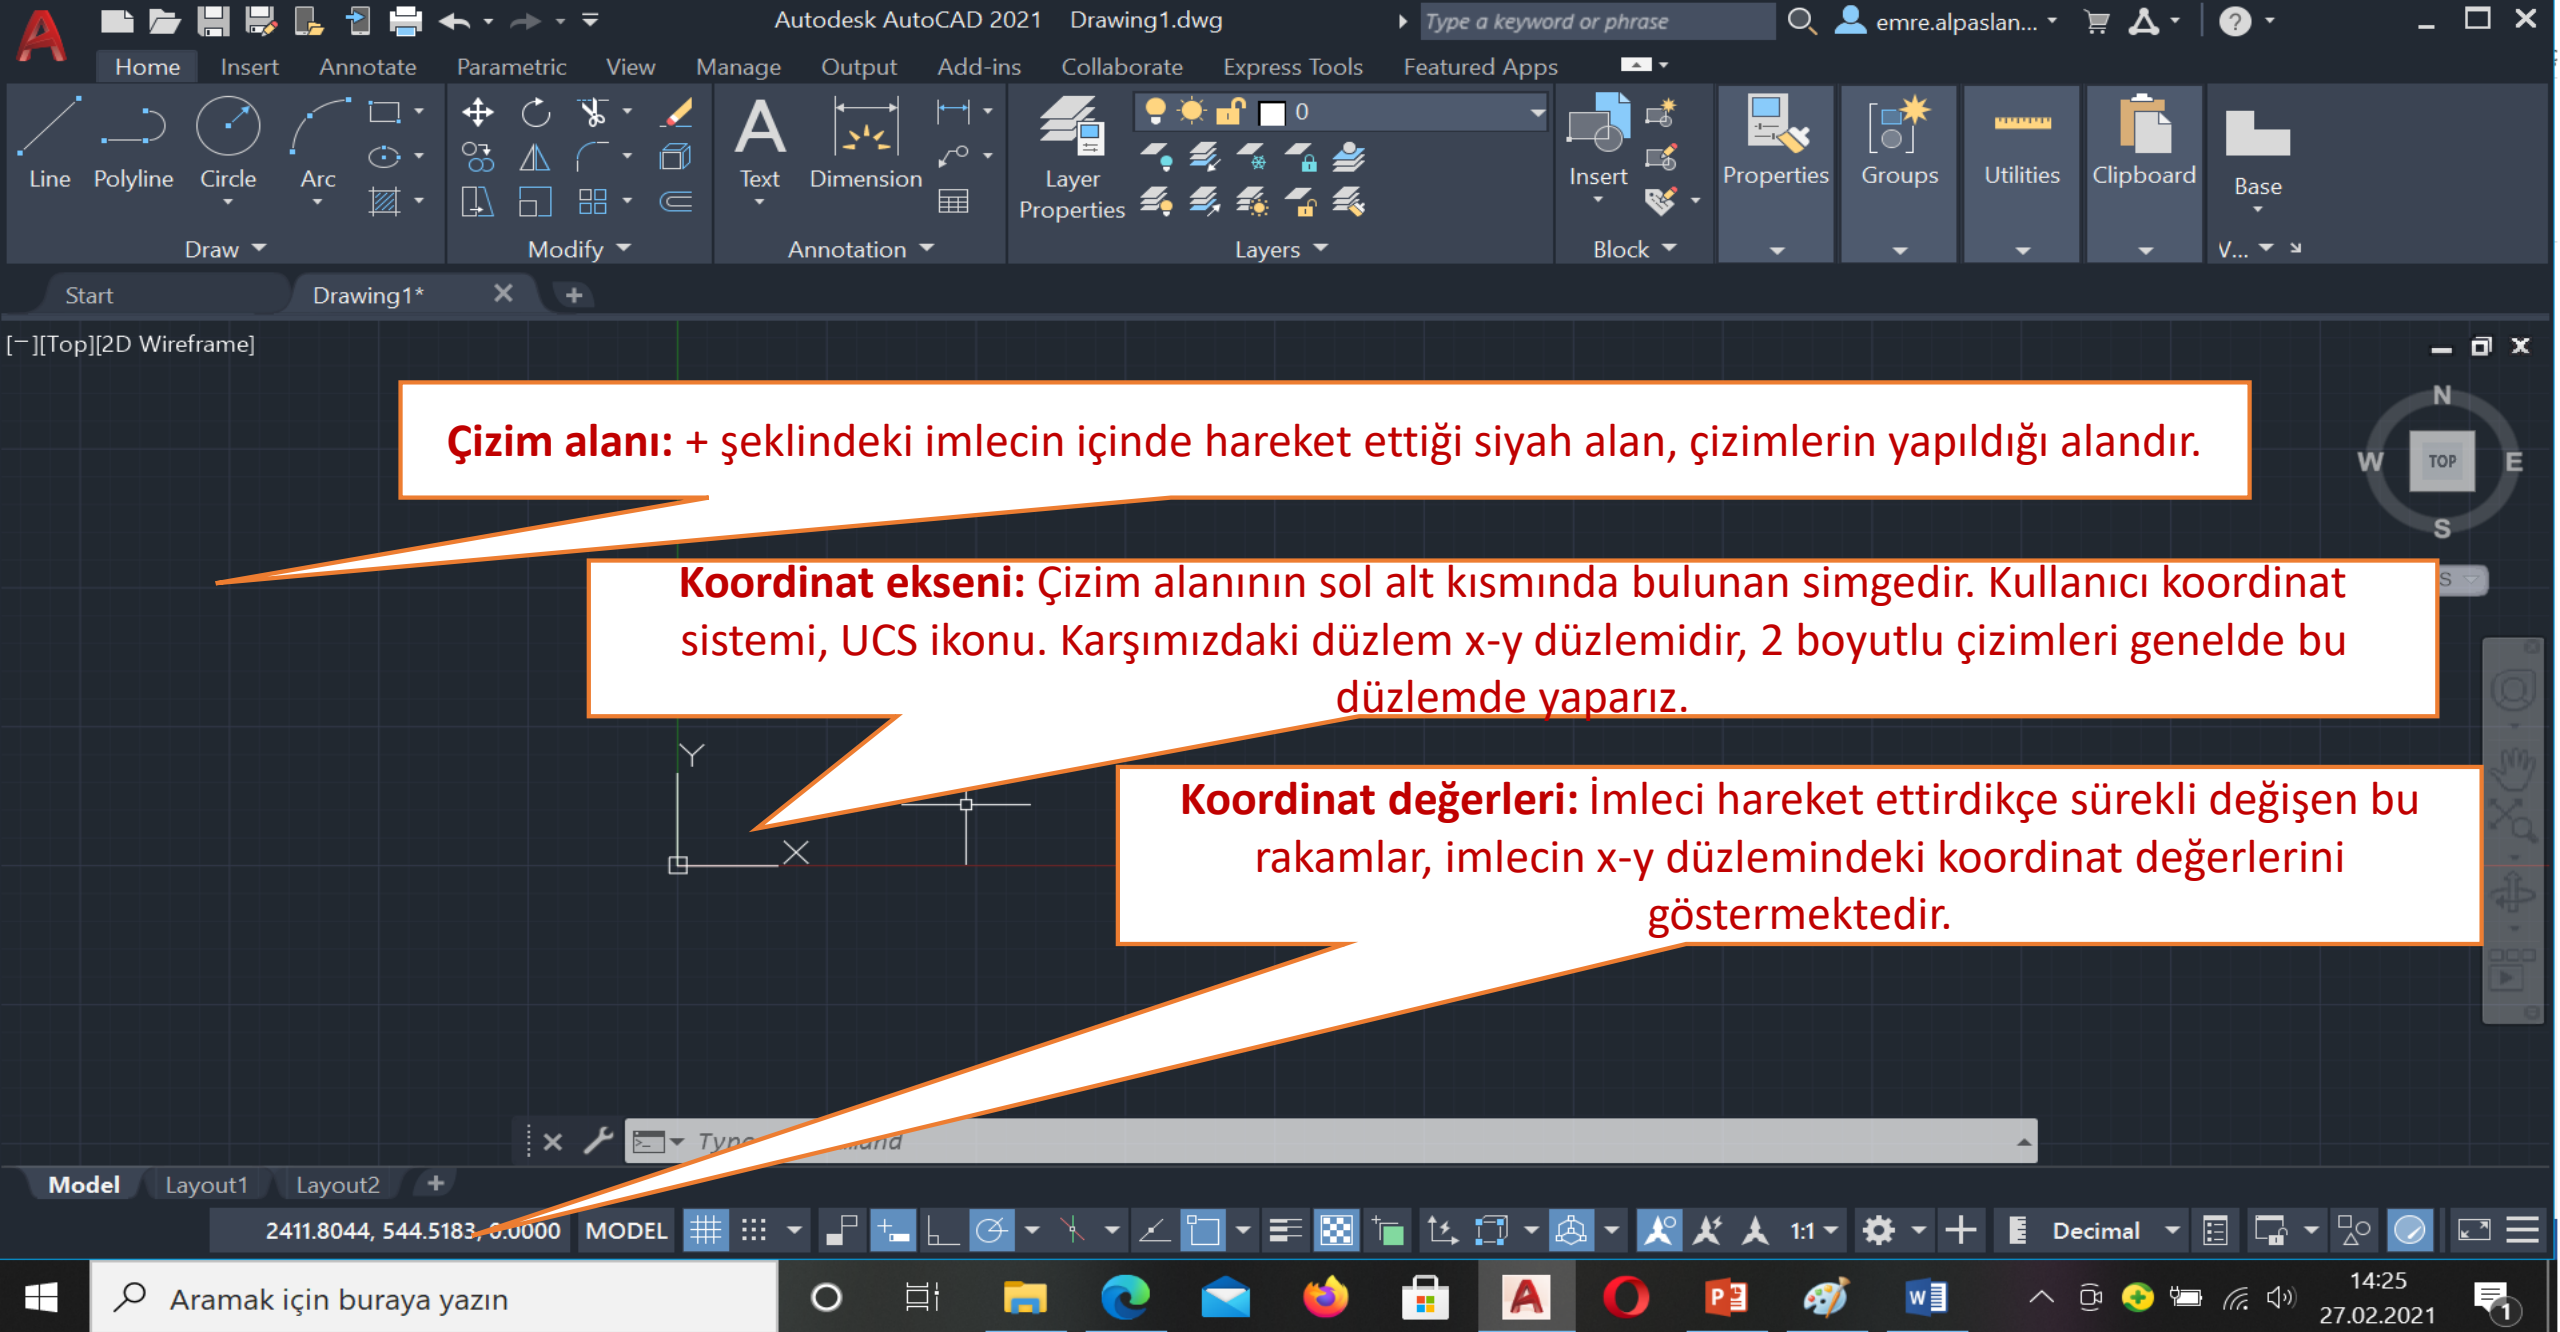 Autodesk AutoCAD 2021 Drawing1.dwg
Type a keyword or phrase
emre.alpaslan...
Home Insert Annotate Parametric View Manage Output Add-ins Collaborate Express Tools Featured Apps
0
Line Polyline Circle Arc
Text Dimension
Layer Properties
Insert
Properties Groups Utilities Clipboard Base
Draw Modify Annotation Layers Block V...
Start Drawing1*
[−][Top][2D Wireframe]
N
W TOP E
S
Çizim alanı: + şeklindeki imlecin içinde hareket ettiği siyah alan, çizimlerin yapıldığı alandır.
Koordinat ekseni: Çizim alanının sol alt kısmında bulunan simgedir. Kullanıcı koordinat
sistemi, UCS ikonu. Karşımızdaki düzlem x-y düzlemidir, 2 boyutlu çizimleri genelde bu
düzlemde yaparız.
Y
X
Koordinat değerleri: İmleci hareket ettirdikçe sürekli değişen bu
rakamlar, imlecin x-y düzlemindeki koordinat değerlerini
göstermektedir.
Model Layout1 Layout2
2411.8044, 544.5183, 0.0000 MODEL 1:1 Decimal
Aramak için buraya yazın
14:25
27.02.2021
1